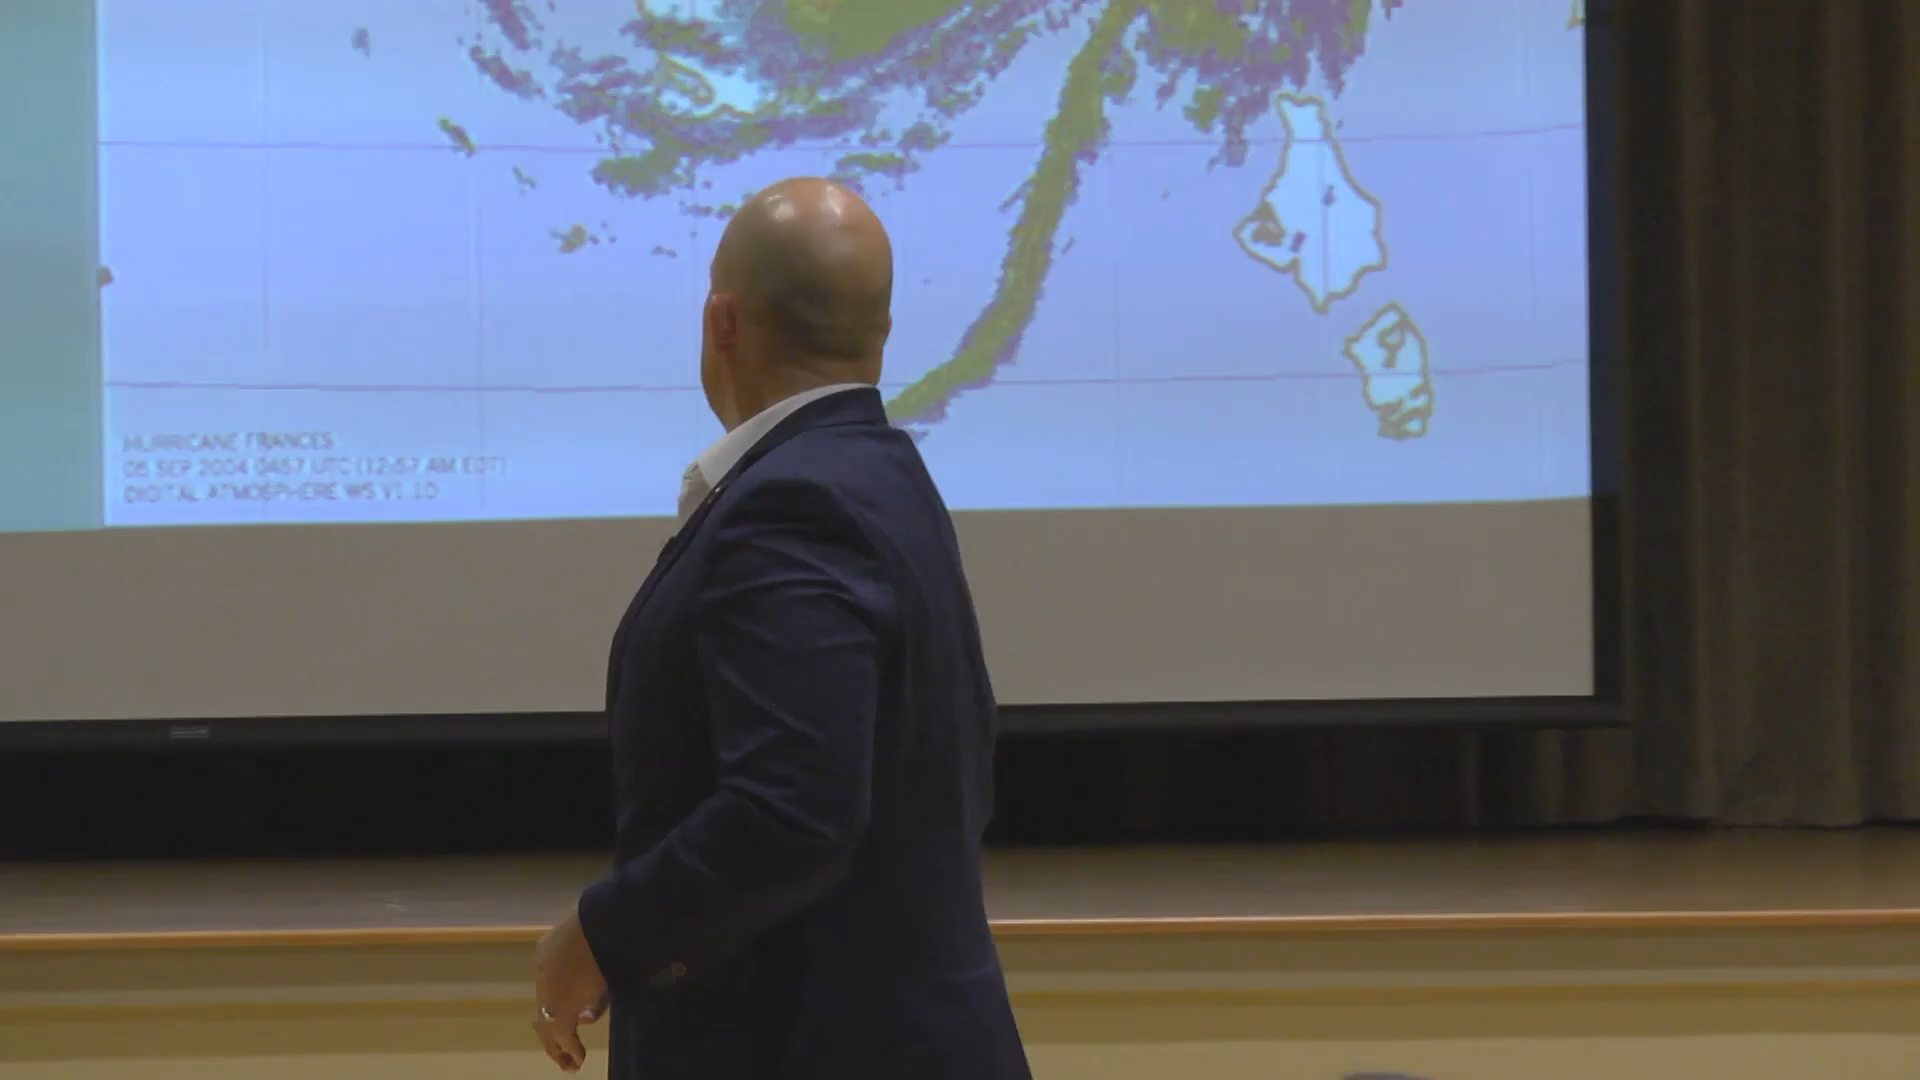 HURRICANE FRANCES
05 SEP 2004 0457 UTC (12:57 AM EDT)
DIGITAL ATMOSPHERE WS V1.10